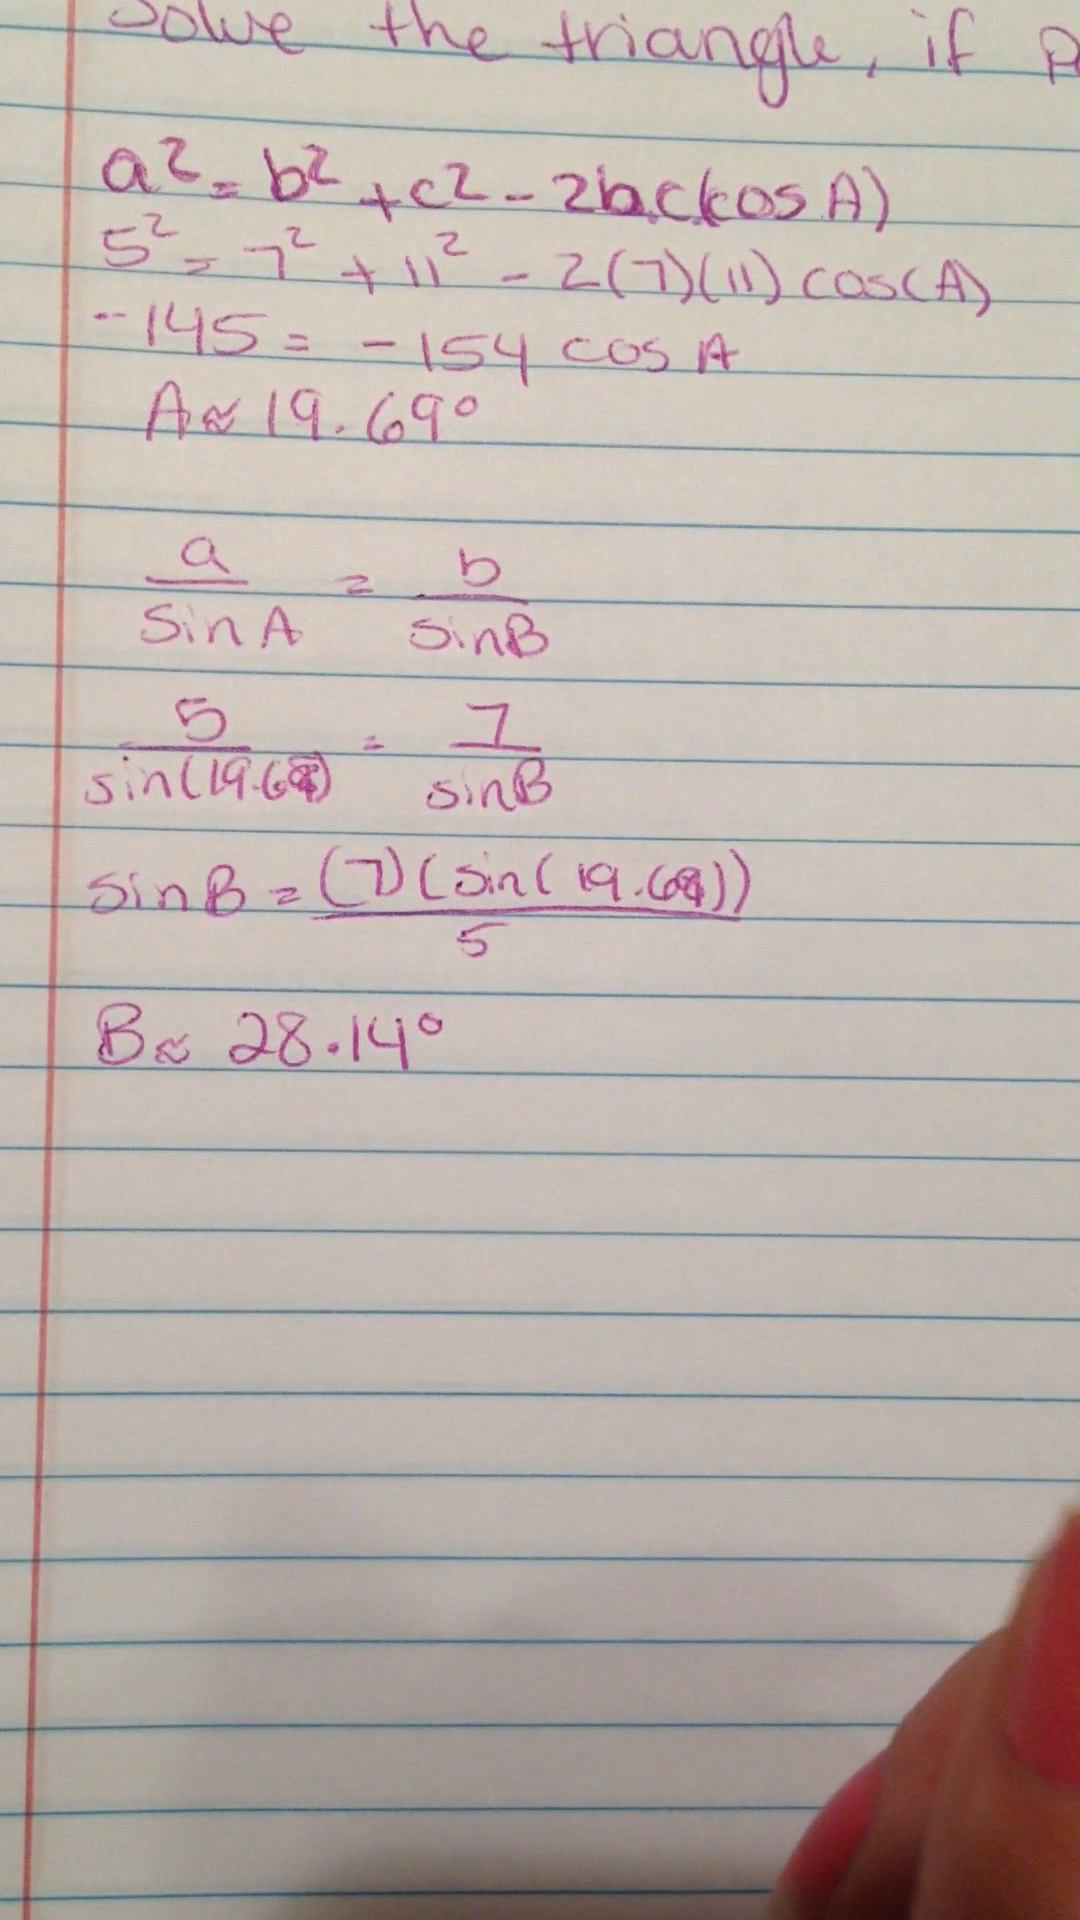 Solve the triangle, if
a² = b² + c² - 2bc(cos A)
5² = 7² + 11² - 2(7)(11) cos(A)
-145 = -154 cos A
A ≈ 19.69°
a/sin A = b/sin B
5/sin(19.69) = 7/sin B
sin B = (7)(sin(19.69))/5
B ≈ 28.14°